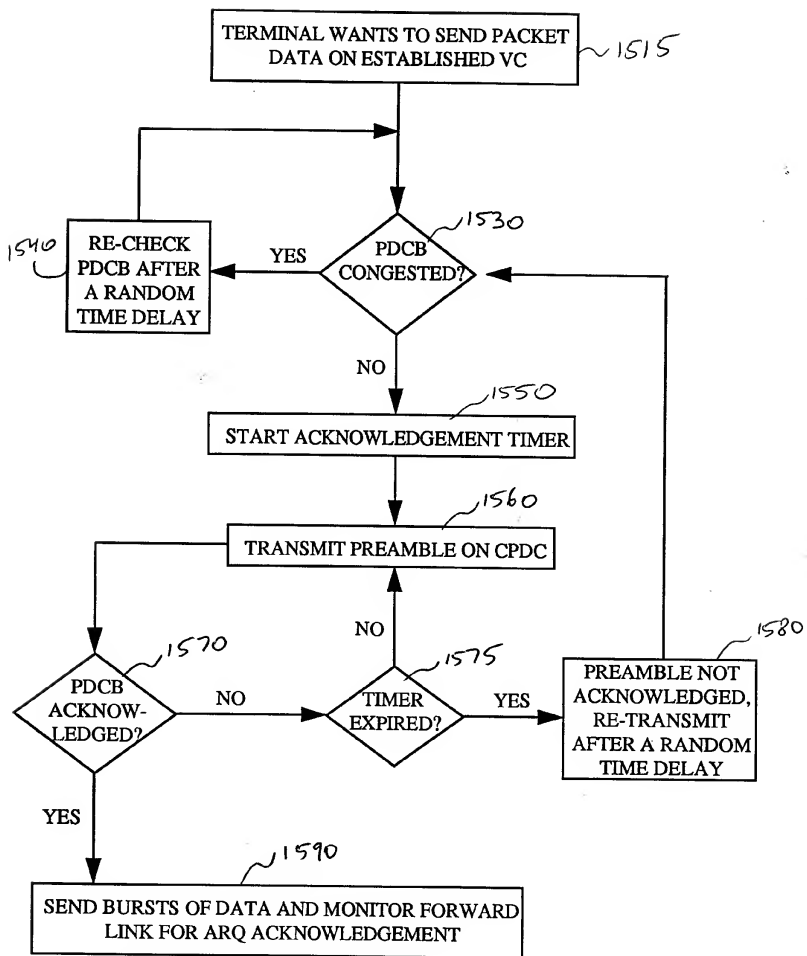 TERMINAL WANTS TO SEND PACKET
DATA ON ESTABLISHED VC
1515
1530
1540
RE-CHECK
PDCB AFTER
A RANDOM
TIME DELAY
YES
PDCB
CONGESTED?
NO
1550
START ACKNOWLEDGEMENT TIMER
1560
TRANSMIT PREAMBLE ON CPDC
1570
NO
1575
1580
PDCB
ACKNOW-
LEDGED?
NO
TIMER
EXPIRED?
YES
PREAMBLE NOT
ACKNOWLEDGED,
RE-TRANSMIT
AFTER A RANDOM
TIME DELAY
YES
1590
SEND BURSTS OF DATA AND MONITOR FORWARD
LINK FOR ARQ ACKNOWLEDGEMENT